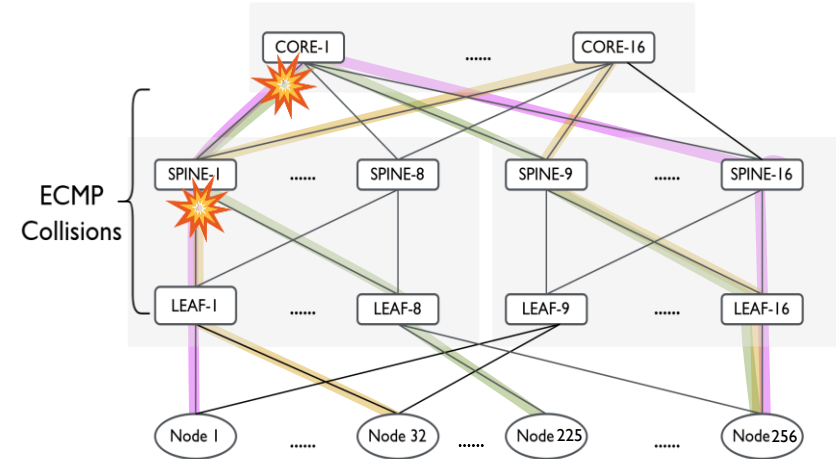 CORE-1 ...... CORE-16
SPINE-1 ...... SPINE-8 SPINE-9 ...... SPINE-16
ECMP
Collisions
LEAF-1 ...... LEAF-8 LEAF-9 ...... LEAF-16
Node 1 ...... Node 32 ...... Node 225 ...... Node 256